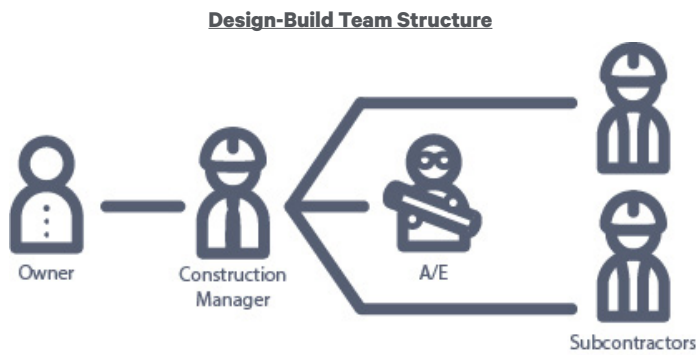 Design-Build Team Structure
Owner
Construction
Manager
A/E
Subcontractors